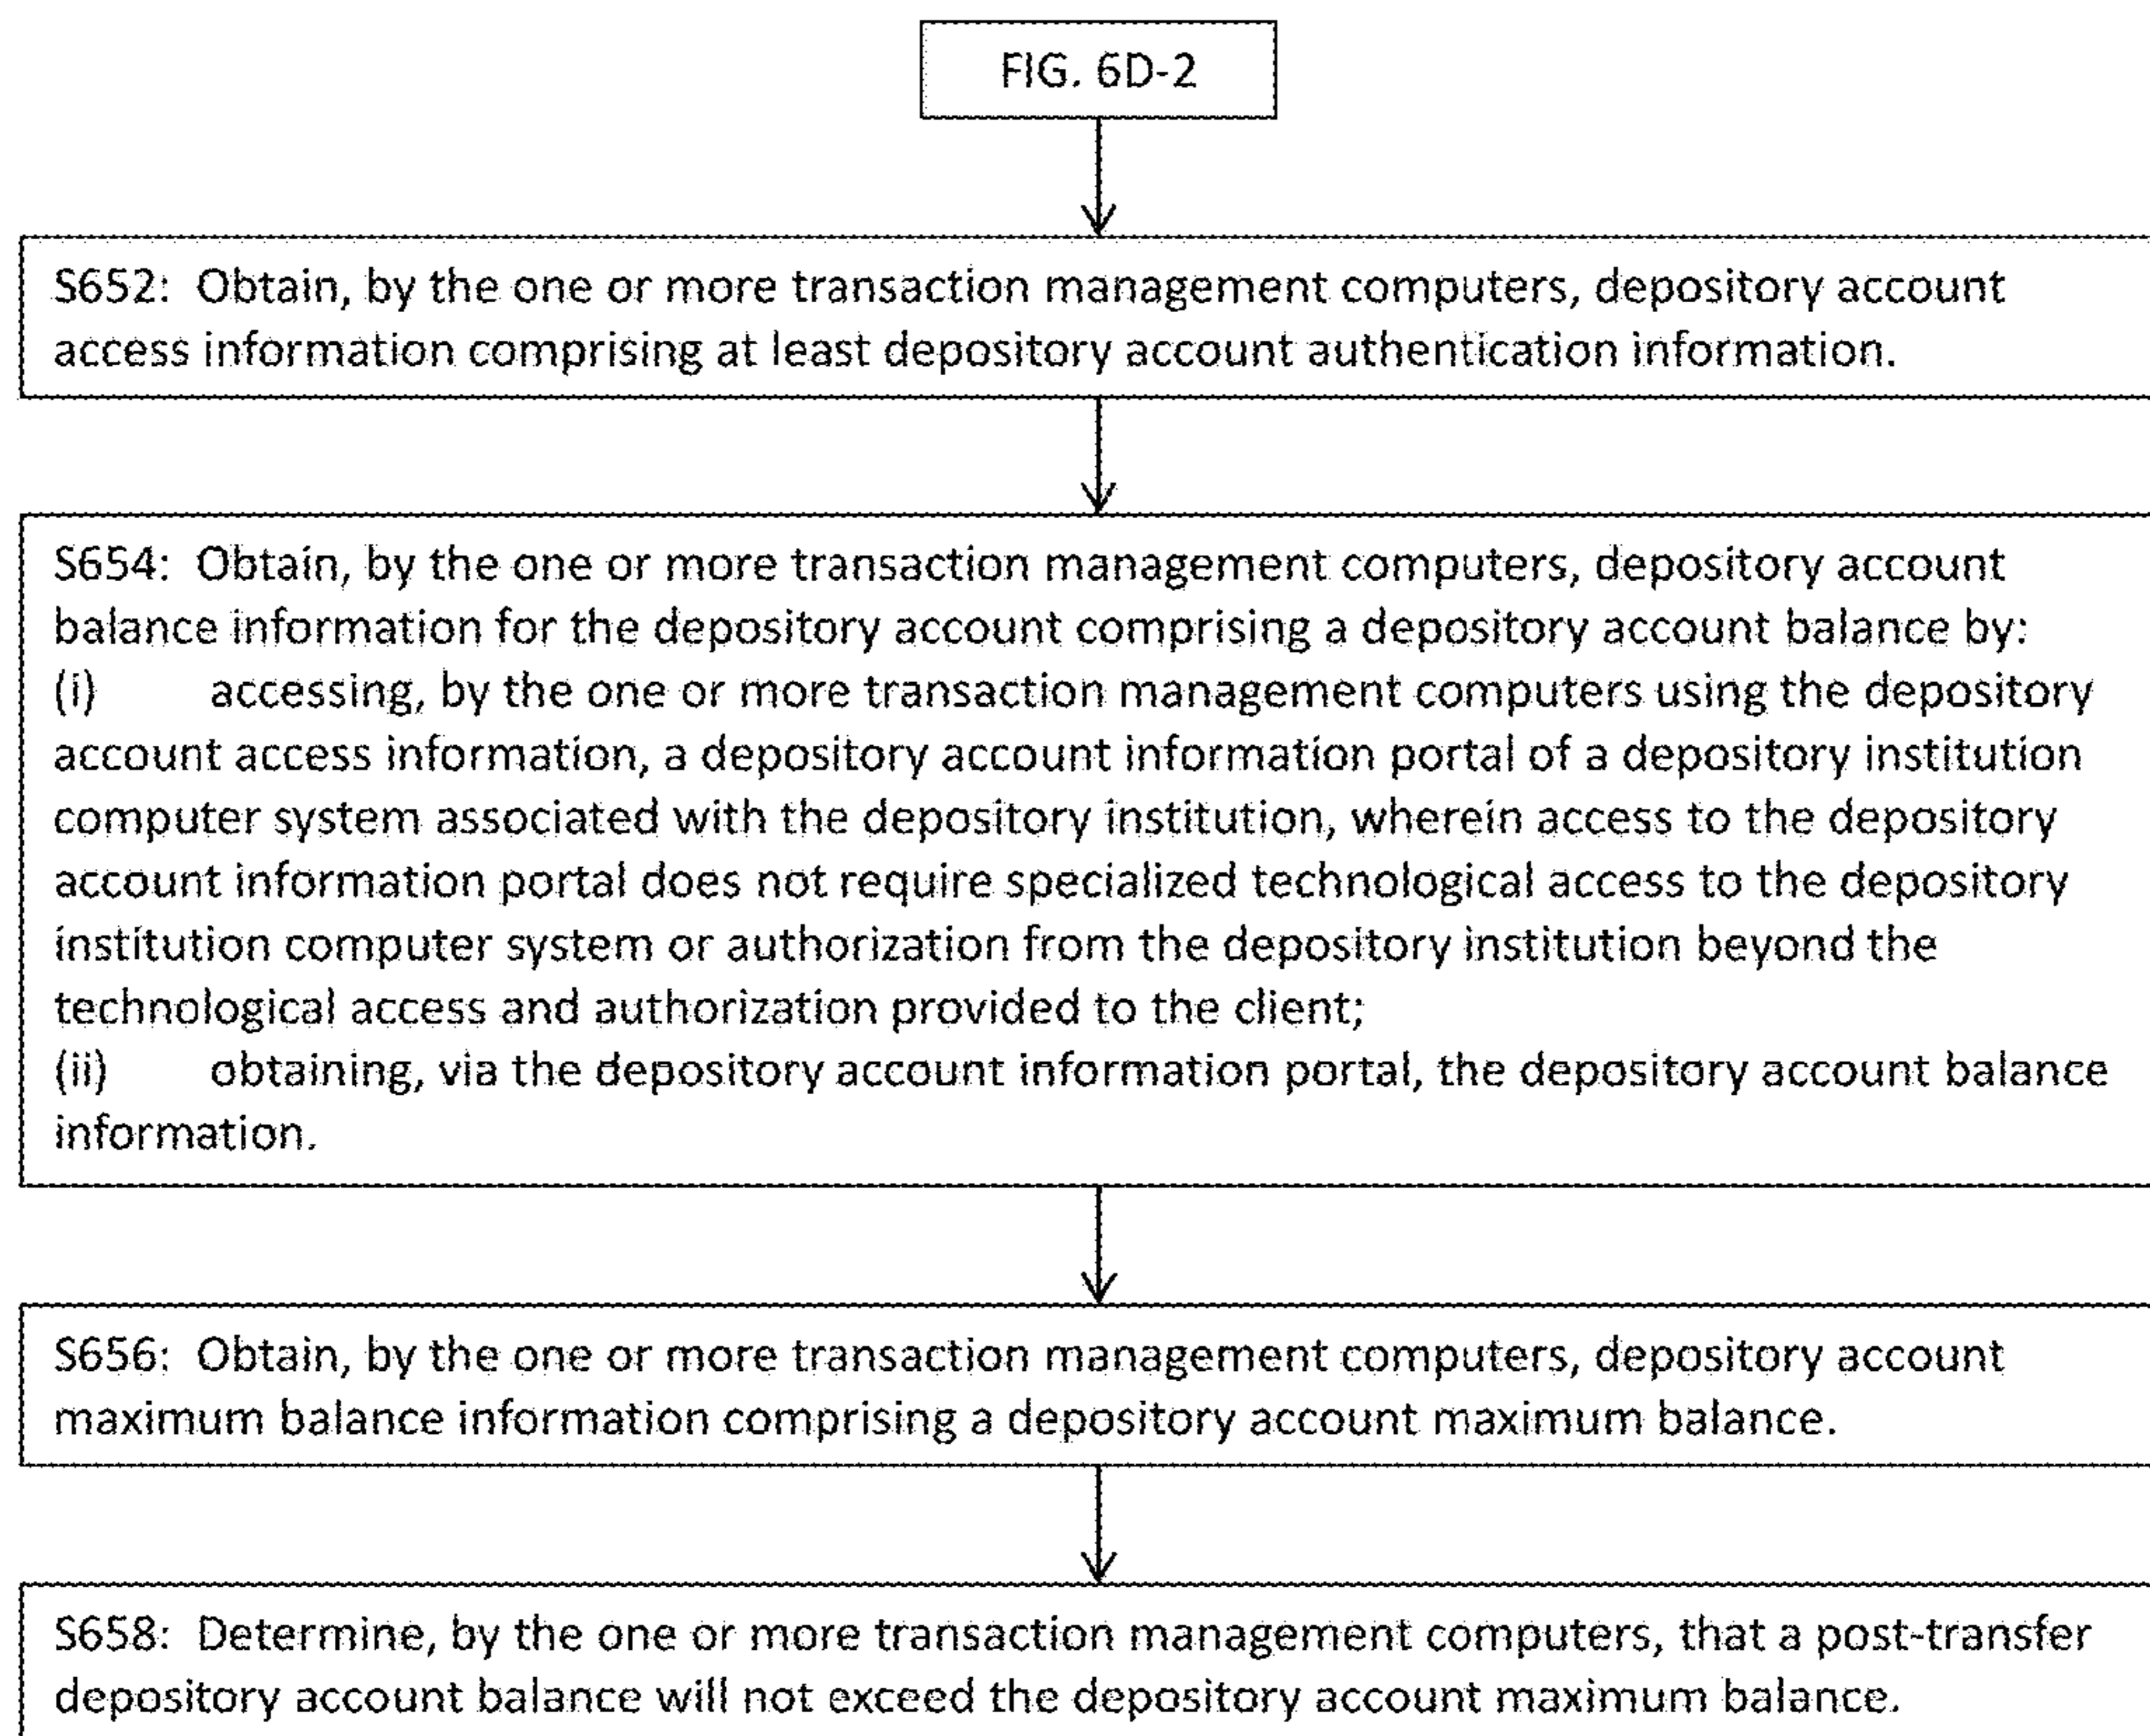 FIG. 6D-2
S652: Obtain, by the one or more transaction management computers, depository account
access information comprising at least depository account authentication information.
S654: Obtain, by the one or more transaction management computers, depository account
balance information for the depository account comprising a depository account balance by:
(i) accessing, by the one or more transaction management computers using the depository
account access information, a depository account information portal of a depository institution
computer system associated with the depository institution, wherein access to the depository
account information portal does not require specialized technological access to the depository
institution computer system or authorization from the depository institution beyond the
technological access and authorization provided to the client;
(ii) obtaining, via the depository account information portal, the depository account balance
information.
S656: Obtain, by the one or more transaction management computers, depository account
maximum balance information comprising a depository account maximum balance.
S658: Determine, by the one or more transaction management computers, that a post-transfer
depository account balance will not exceed the depository account maximum balance.